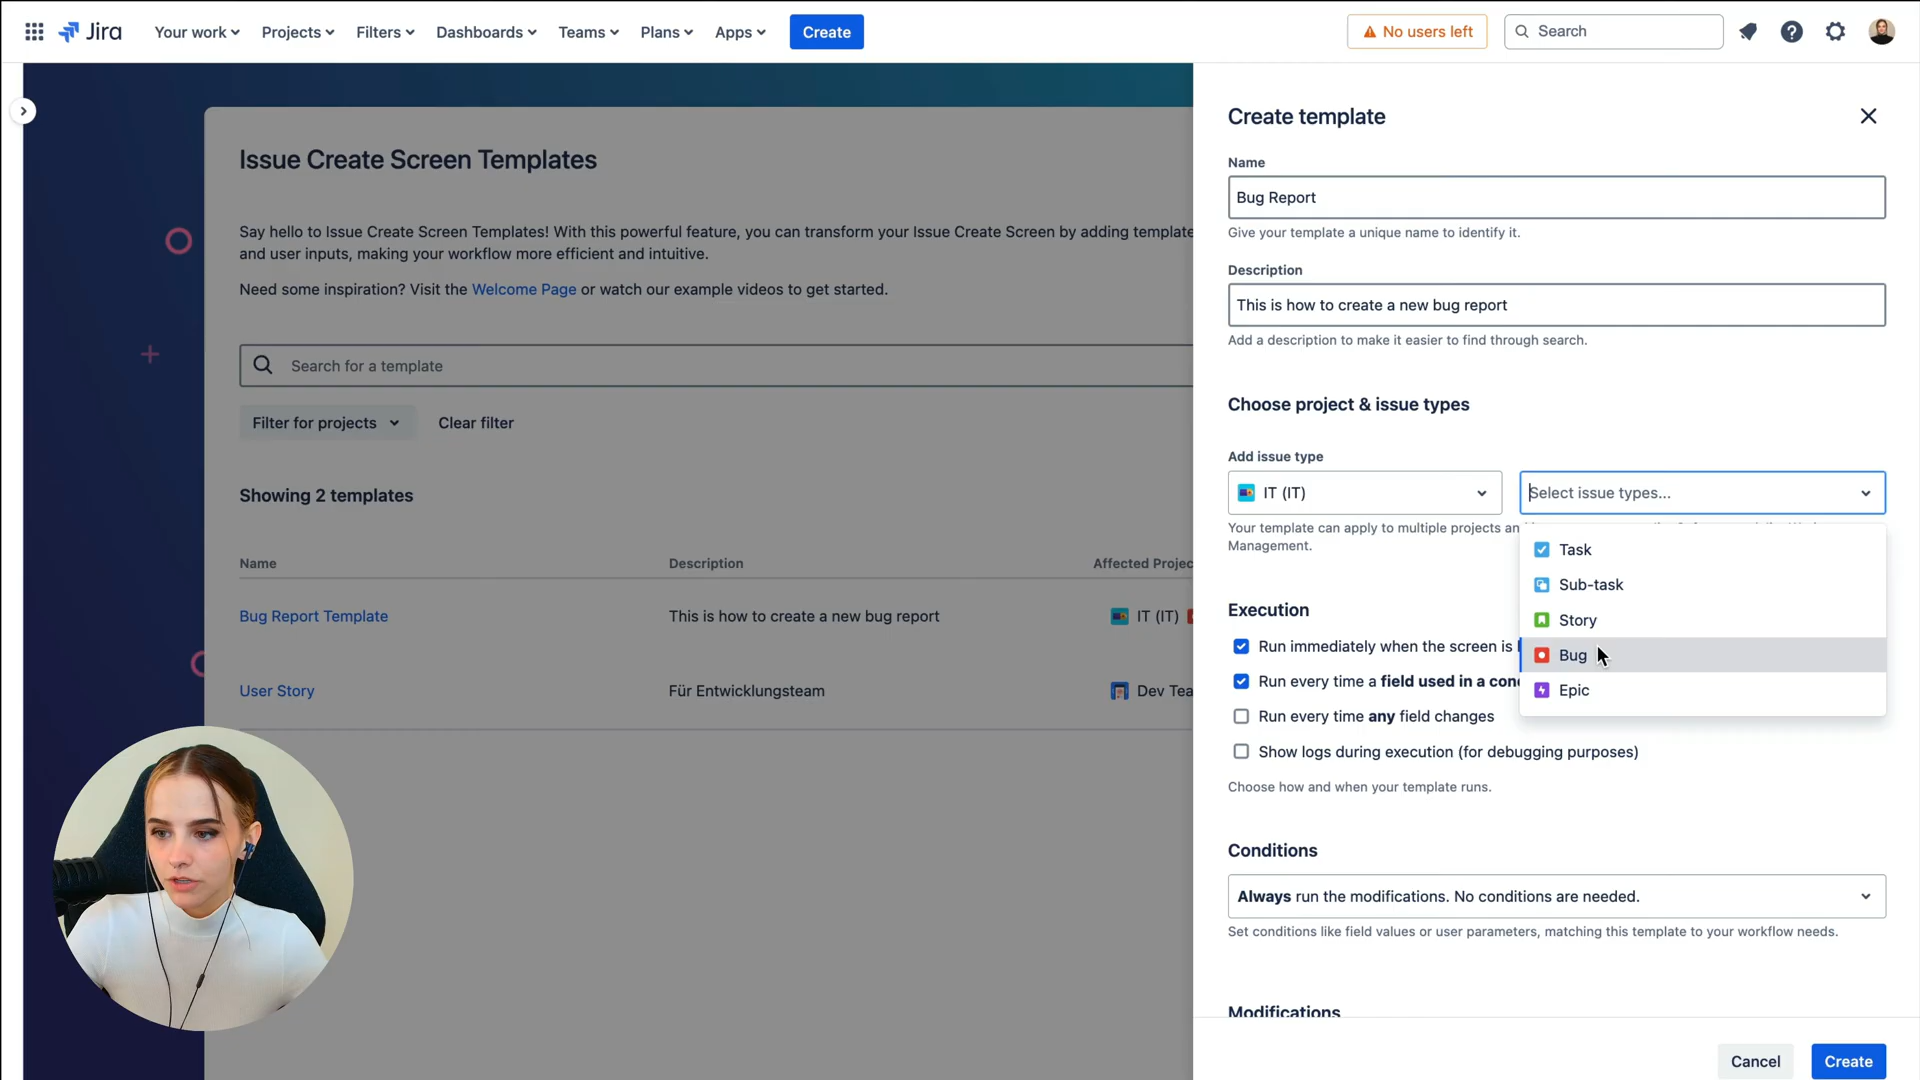 Jira
Your work
Projects
Filters
Dashboards
Teams
Plans
Apps
Create
No users left
Search
Issue Create Screen Templates
Say hello to Issue Create Screen Templates! With this powerful feature, you can transform your Issue Create Screen by adding template
and user inputs, making your workflow more efficient and intuitive.
Need some inspiration? Visit the Welcome Page or watch our example videos to get started.
Search for a template
Filter for projects
Clear filter
Showing 2 templates
Name Description Affected Projec
Bug Report Template This is how to create a new bug report IT (IT)
User Story Für Entwicklungsteam Dev Tea
Create template
Name
Bug Report
Give your template a unique name to identify it.
Description
This is how to create a new bug report
Add a description to make it easier to find through search.
Choose project & issue types
Add issue type
IT (IT)
Select issue types...
Your template can apply to multiple projects an
Management.
Task
Sub-task
Story
Bug
Epic
Execution
Run immediately when the screen is
Run every time a field used in a con
Run every time any field changes
Show logs during execution (for debugging purposes)
Choose how and when your template runs.
Conditions
Always run the modifications. No conditions are needed.
Set conditions like field values or user parameters, matching this template to your workflow needs.
Modifications
Cancel
Create